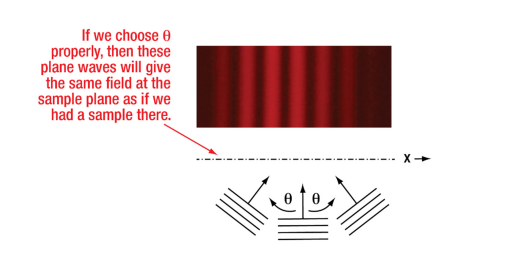 If we choose θ
properly, then these
plane waves will give
the same field at the
sample plane as if we
had a sample there.
X
θ θ